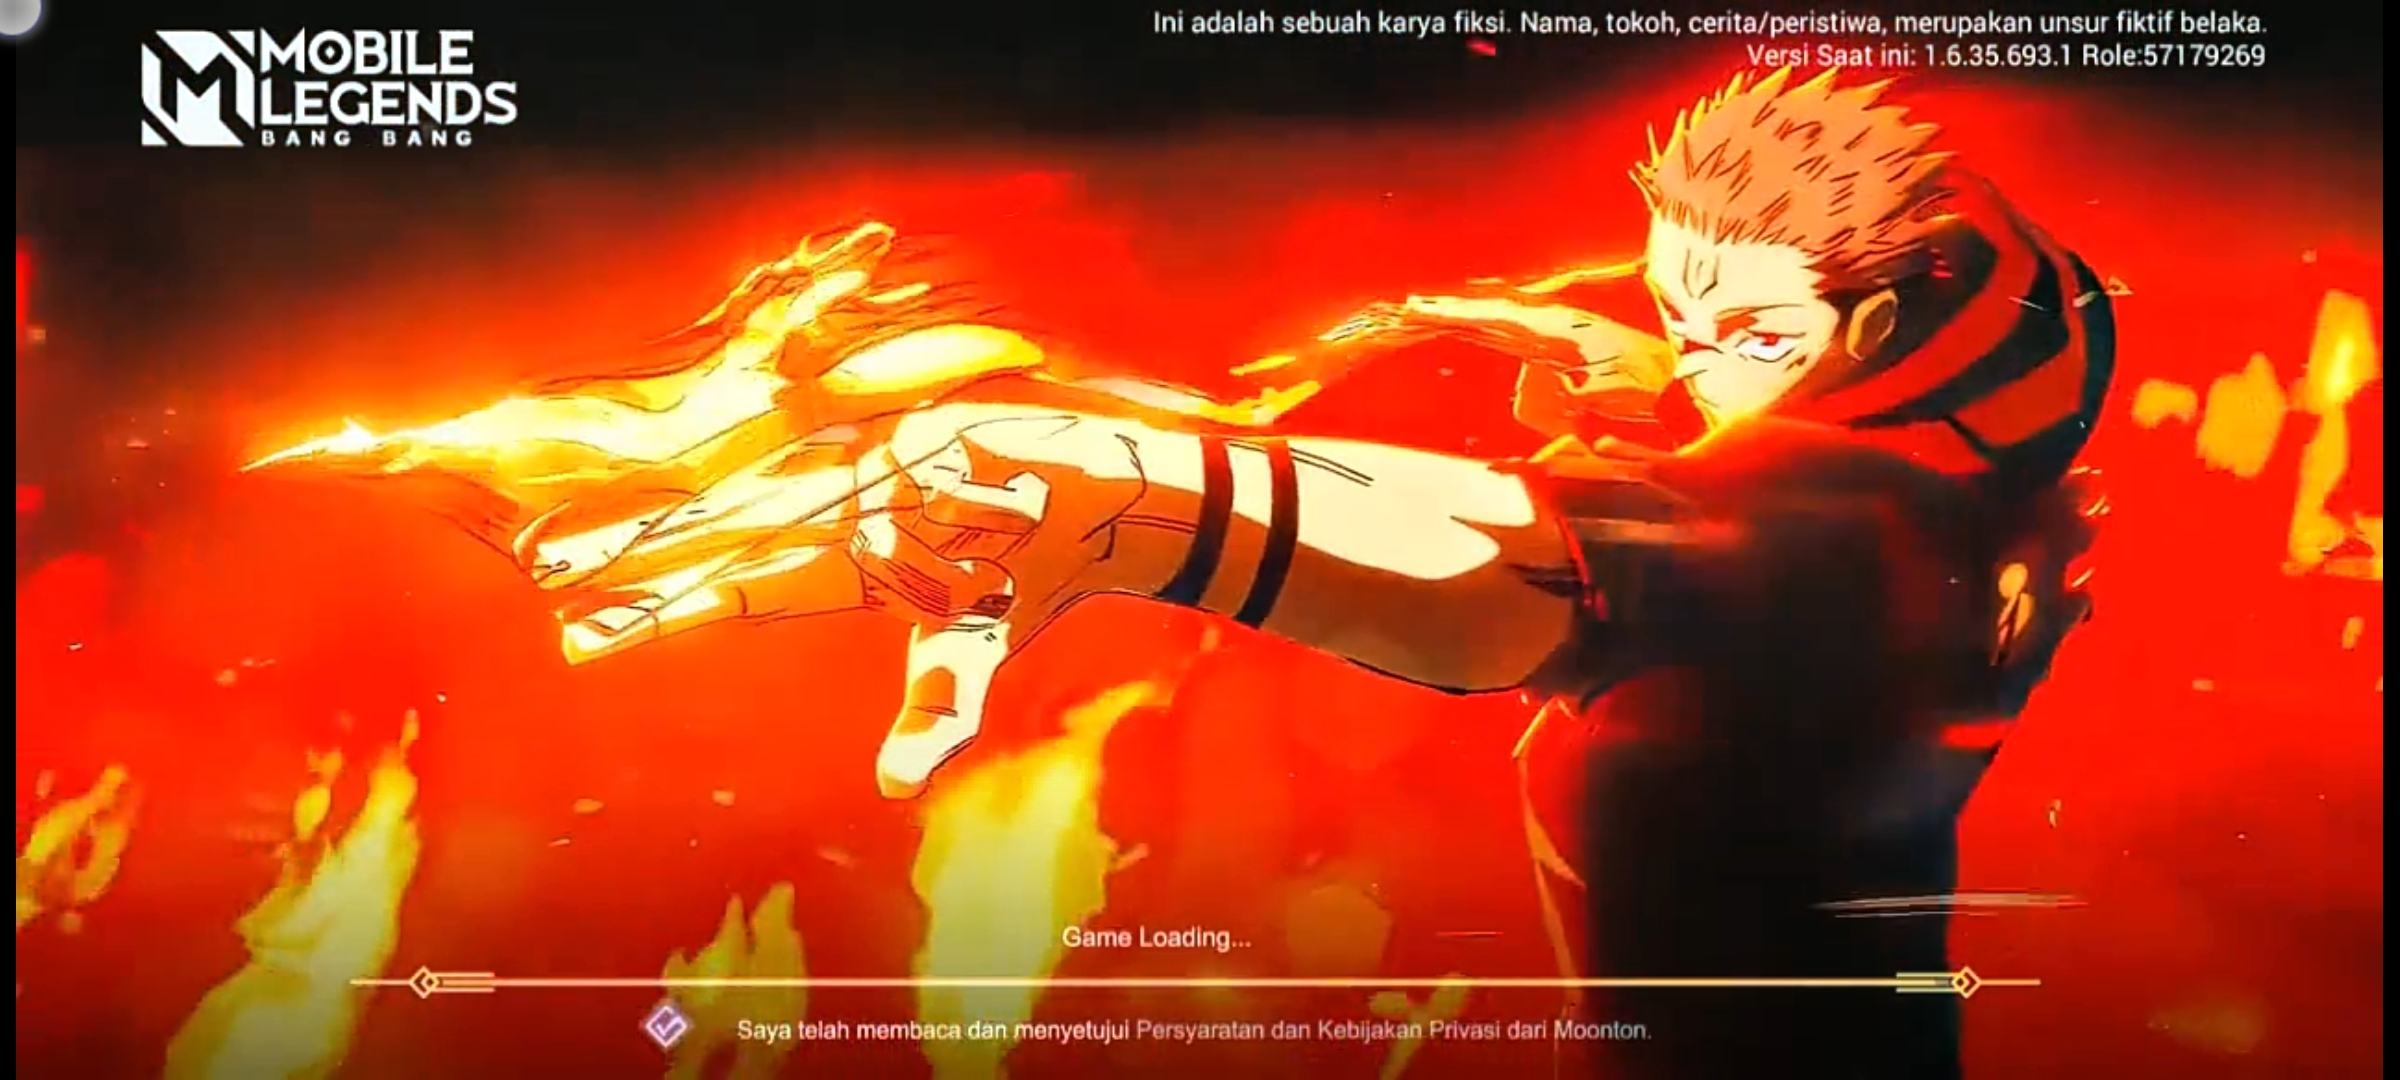 MOBILE
LEGENDS
BANG BANG
Ini adalah sebuah karya fiksi. Nama, tokoh, cerita/peristiwa, merupakan unsur fiktif belaka.
Versi Saat ini: 1.6.35.693.1 Role:57179269
Game Loading...
Saya telah membaca dan menyetujui Persyaratan dan Kebijakan Privasi dari Moonton.